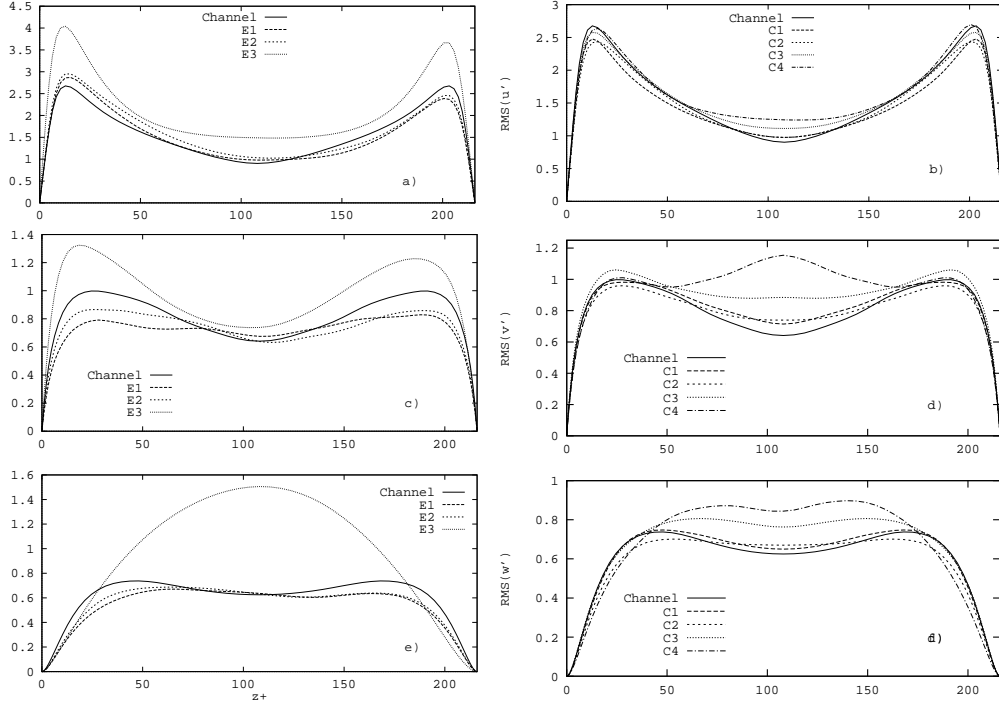 4.5
4
3.5
3
2.5
2
1.5
1
0.5
0
Channel
E1
E2
E3
a)
0
50
100
150
200
RMS(u')
3
2.5
2
1.5
1
0.5
0
Channel
C1
C2
C3
C4
b)
0
50
100
150
200
1.4
1.2
1
0.8
0.6
0.4
0.2
0
Channel
E1
E2
E3
c)
0
50
100
150
200
RMS(v')
1.2
1
0.8
0.6
0.4
0.2
0
Channel
C1
C2
C3
C4
d)
0
50
100
150
200
1.6
1.4
1.2
1
0.8
0.6
0.4
0.2
0
Channel
E1
E2
E3
e)
0
50
100
150
200
z+
RMS(w')
1
0.8
0.6
0.4
0.2
0
Channel
C1
C2
C3
C4
0
50
100
150
200